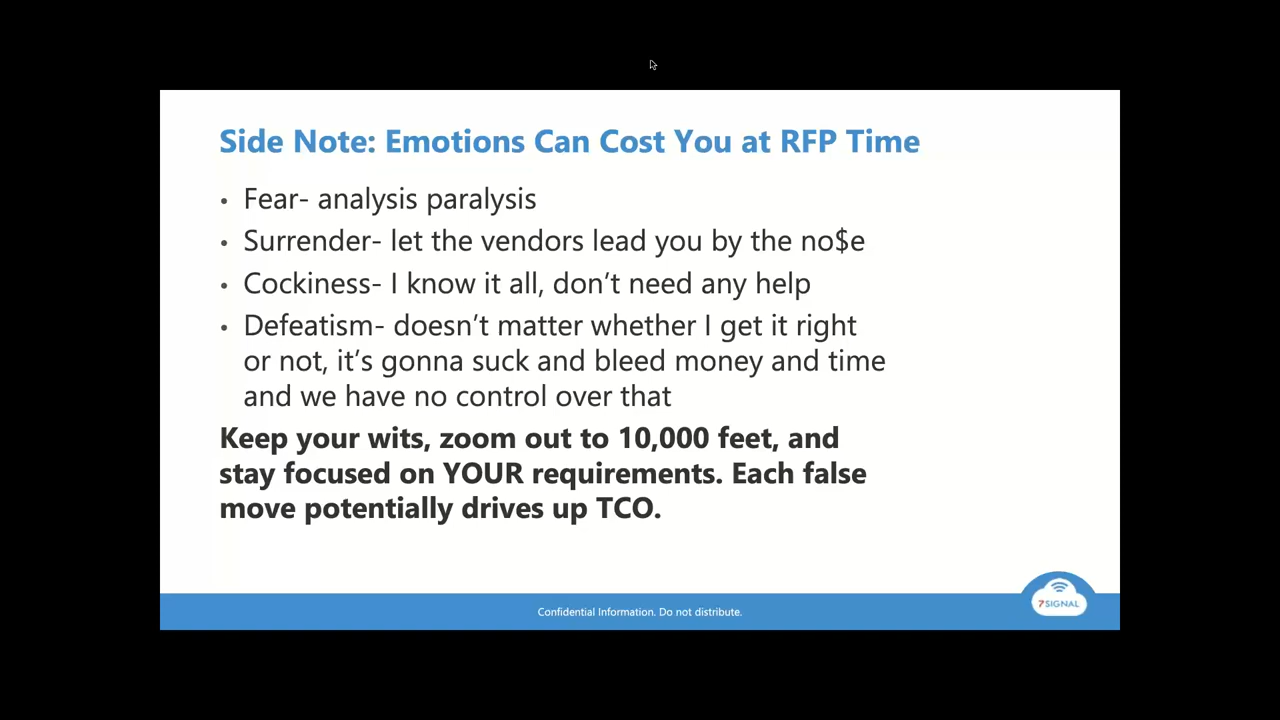 Side Note: Emotions Can Cost You at RFP Time
• Fear- analysis paralysis
• Surrender- let the vendors lead you by the no$e
• Cockiness- I know it all, don’t need any help
• Defeatism- doesn’t matter whether I get it right
or not, it’s gonna suck and bleed money and time
and we have no control over that
Keep your wits, zoom out to 10,000 feet, and
stay focused on YOUR requirements. Each false
move potentially drives up TCO.
Confidential Information. Do not distribute.
7SIGNAL